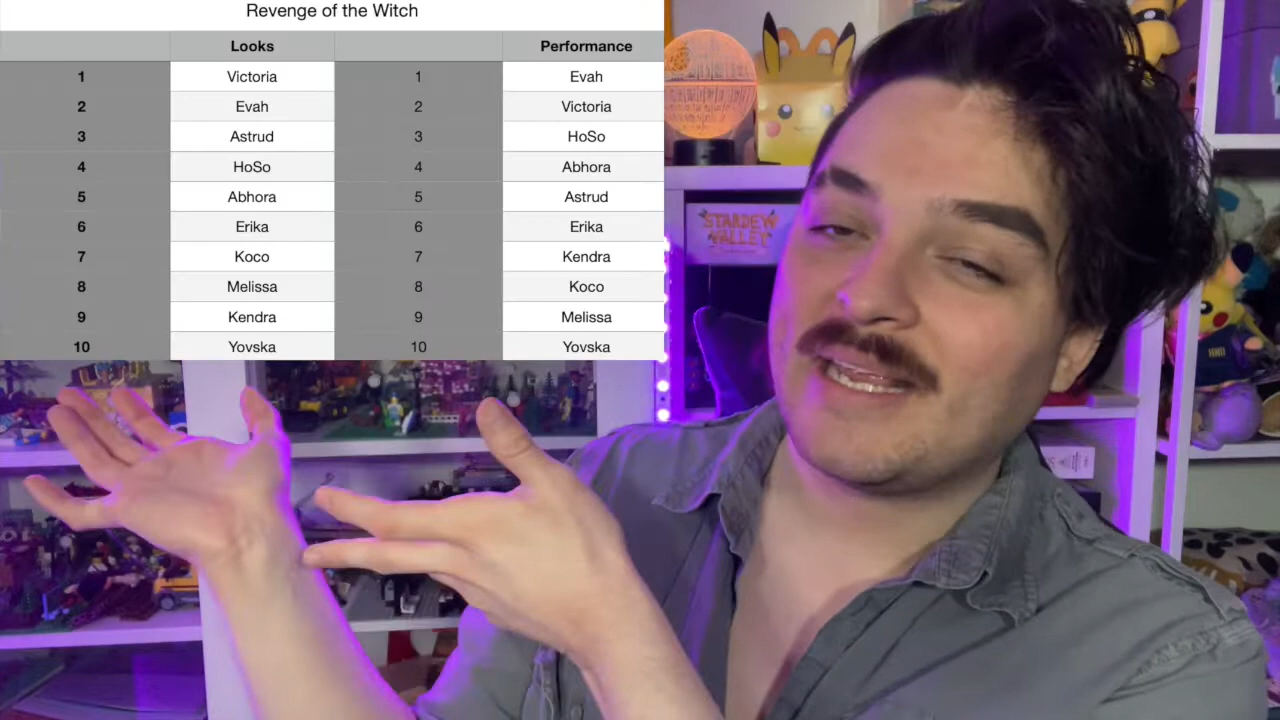 Revenge of the Witch
Looks Performance
1 Victoria 1 Evah
2 Evah 2 Victoria
3 Astrud 3 HoSo
4 HoSo 4 Abhora
5 Abhora 5 Astrud
6 Erika 6 Erika
7 Koco 7 Kendra
8 Melissa 8 Koco
9 Kendra 9 Melissa
10 Yovska 10 Yovska
STARDEW
VALLEY